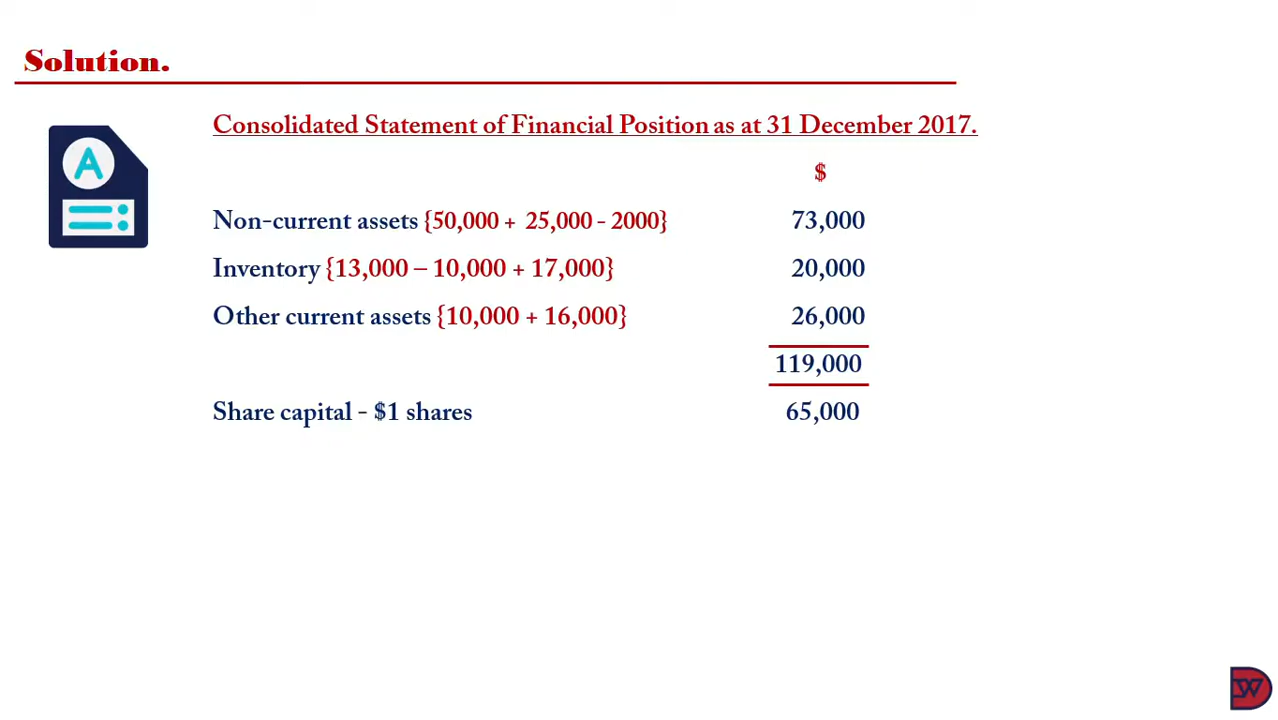 Solution.
Consolidated Statement of Financial Position as at 31 December 2017.
$
Non-current assets {50,000 + 25,000 - 2000} 73,000
Inventory {13,000 – 10,000 + 17,000} 20,000
Other current assets {10,000 + 16,000} 26,000
119,000
Share capital - $1 shares 65,000
A
DW